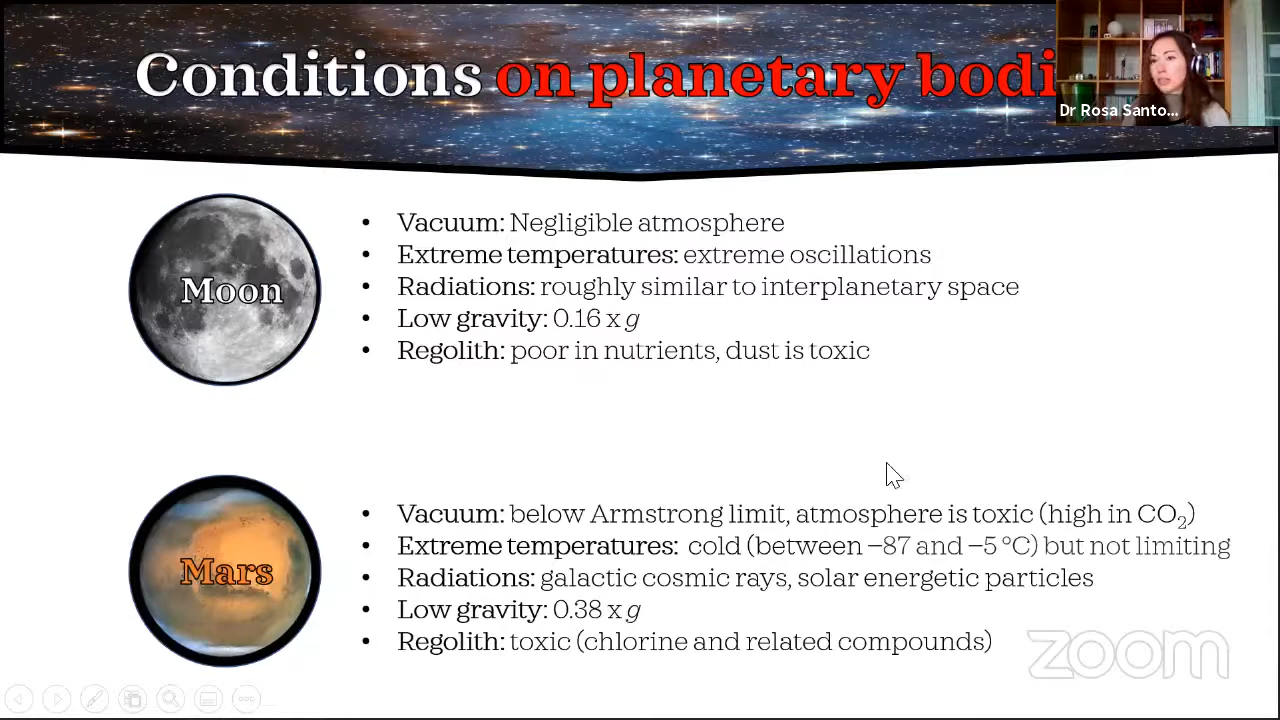 Conditions on planetary bodi
Dr Rosa Santo...
Moon
• Vacuum: Negligible atmosphere
• Extreme temperatures: extreme oscillations
• Radiations: roughly similar to interplanetary space
• Low gravity: 0.16 x g
• Regolith: poor in nutrients, dust is toxic
Mars
• Vacuum: below Armstrong limit, atmosphere is toxic (high in CO₂)
• Extreme temperatures: cold (between –87 and –5 °C) but not limiting
• Radiations: galactic cosmic rays, solar energetic particles
• Low gravity: 0.38 x g
• Regolith: toxic (chlorine and related compounds)
zoom